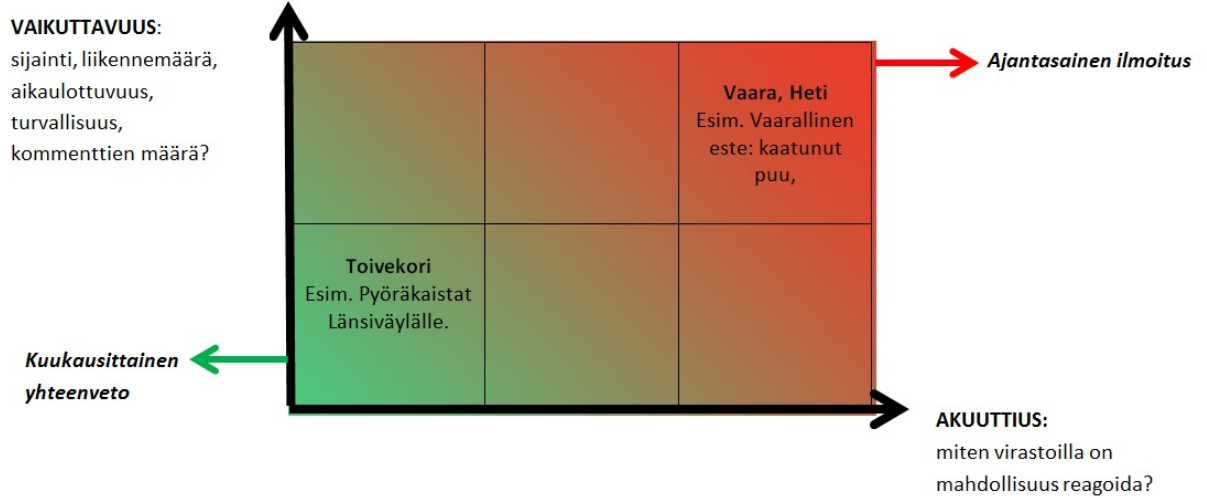 VAIKUTTAVUUS:
sijainti, liikennemäärä,
aikaulottuvuus,
turvallisuus,
kommenttien määrä?
Ajantasainen ilmoitus
Vaara, Heti
Esim. Vaarallinen
este: kaatunut
puu,
Toivekori
Esim. Pyöräkaistat
Länsiväylälle.
Kuukausittainen
yhteenveto
AKUUTTIUS:
miten virastoilla on
mahdollisuus reagoida?